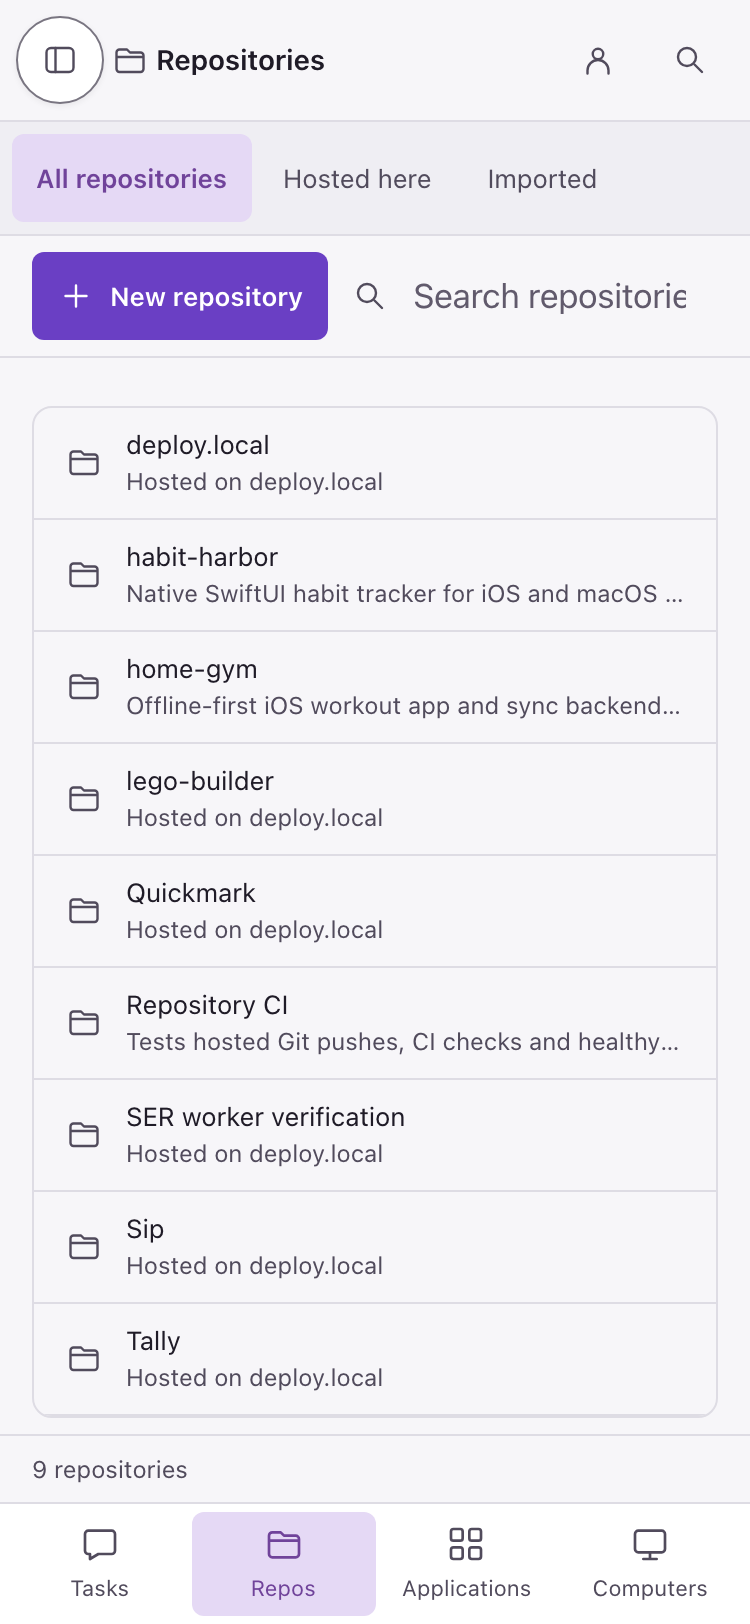 Repositories
All repositories
Hosted here
Imported
New repository
Search repositorie
deploy.local
Hosted on deploy.local
habit-harbor
Native SwiftUI habit tracker for iOS and macOS ...
home-gym
Offline-first iOS workout app and sync backend...
lego-builder
Hosted on deploy.local
Quickmark
Hosted on deploy.local
Repository CI
Tests hosted Git pushes, CI checks and healthy...
SER worker verification
Hosted on deploy.local
Sip
Hosted on deploy.local
Tally
Hosted on deploy.local
9 repositories
Tasks
Repos
Applications
Computers